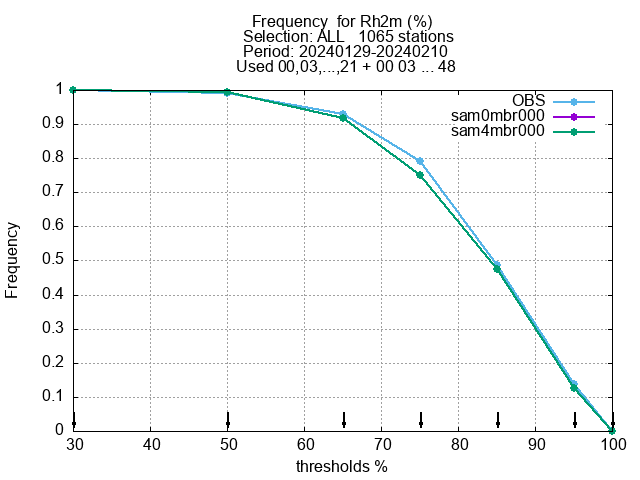 Frequency  for Rh2m (%)
Selection: ALL   1065 stations
Period: 20240129-20240210
Used 00,03,...,21 + 00 03 ... 48
OBS
sam0mbr000
sam4mbr000
1
0.9
0.8
0.7
0.6
0.5
0.4
0.3
0.2
0.1
0
Frequency
30 40 50 60 70 80 90 100
thresholds %